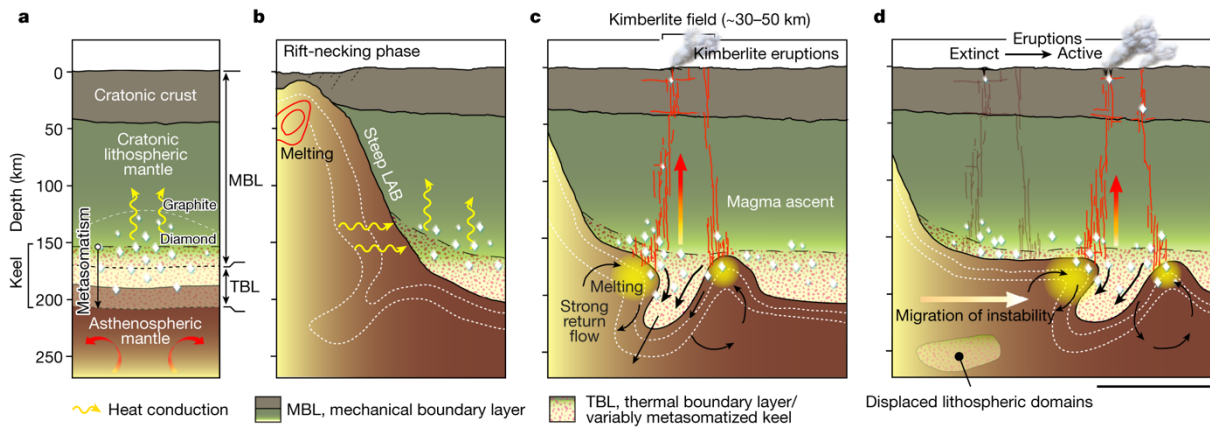 a
b
c
d
Kimberlite field (~30–50 km)
Kimberlite eruptions
Eruptions
Extinct
Active
Rift-necking phase
Depth (km)
0
50
100
150
200
250
Keel
Cratonic crust
Cratonic
lithospheric
mantle
Graphite
Diamond
Metasomatism
Asthenospheric
mantle
MBL
TBL
Melting
Steep LAB
Magma
ascent
Melting
Strong
return
flow
Migration of instability
Displaced lithospheric domains
Heat conduction
MBL, mechanical boundary layer
TBL, thermal boundary layer/
variably metasomatized keel